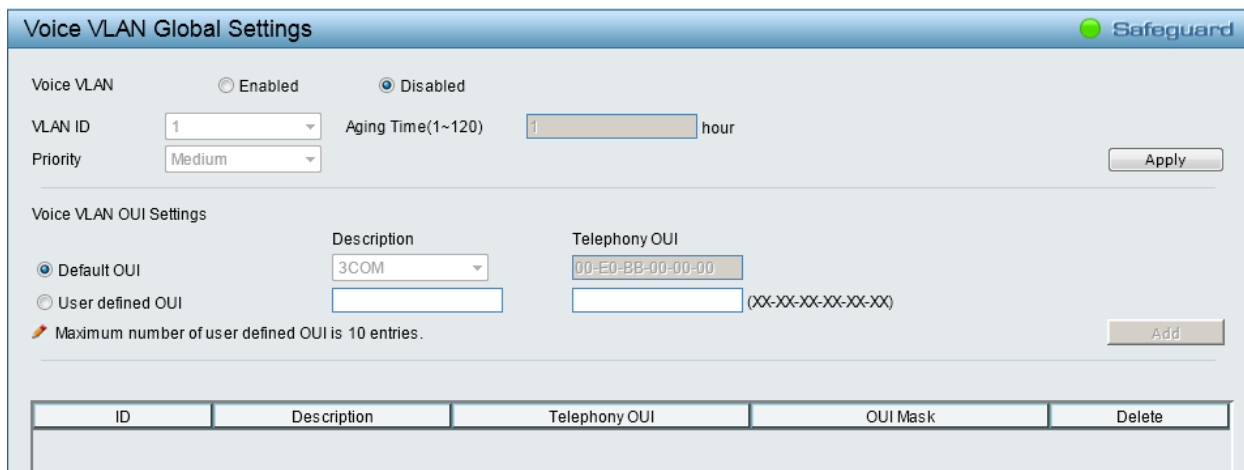 Voice VLAN Global Settings
Safeguard
Voice VLAN Enabled Disabled
VLAN ID 1 Aging Time(1~120) 1 hour
Priority Medium Apply
Voice VLAN OUI Settings
Description Telephony OUI
Default OUI 3COM 00-E0-BB-00-00-00
User defined OUI (XX-XX-XX-XX-XX-XX)
Maximum number of user defined OUI is 10 entries. Add
ID Description Telephony OUI OUI Mask Delete